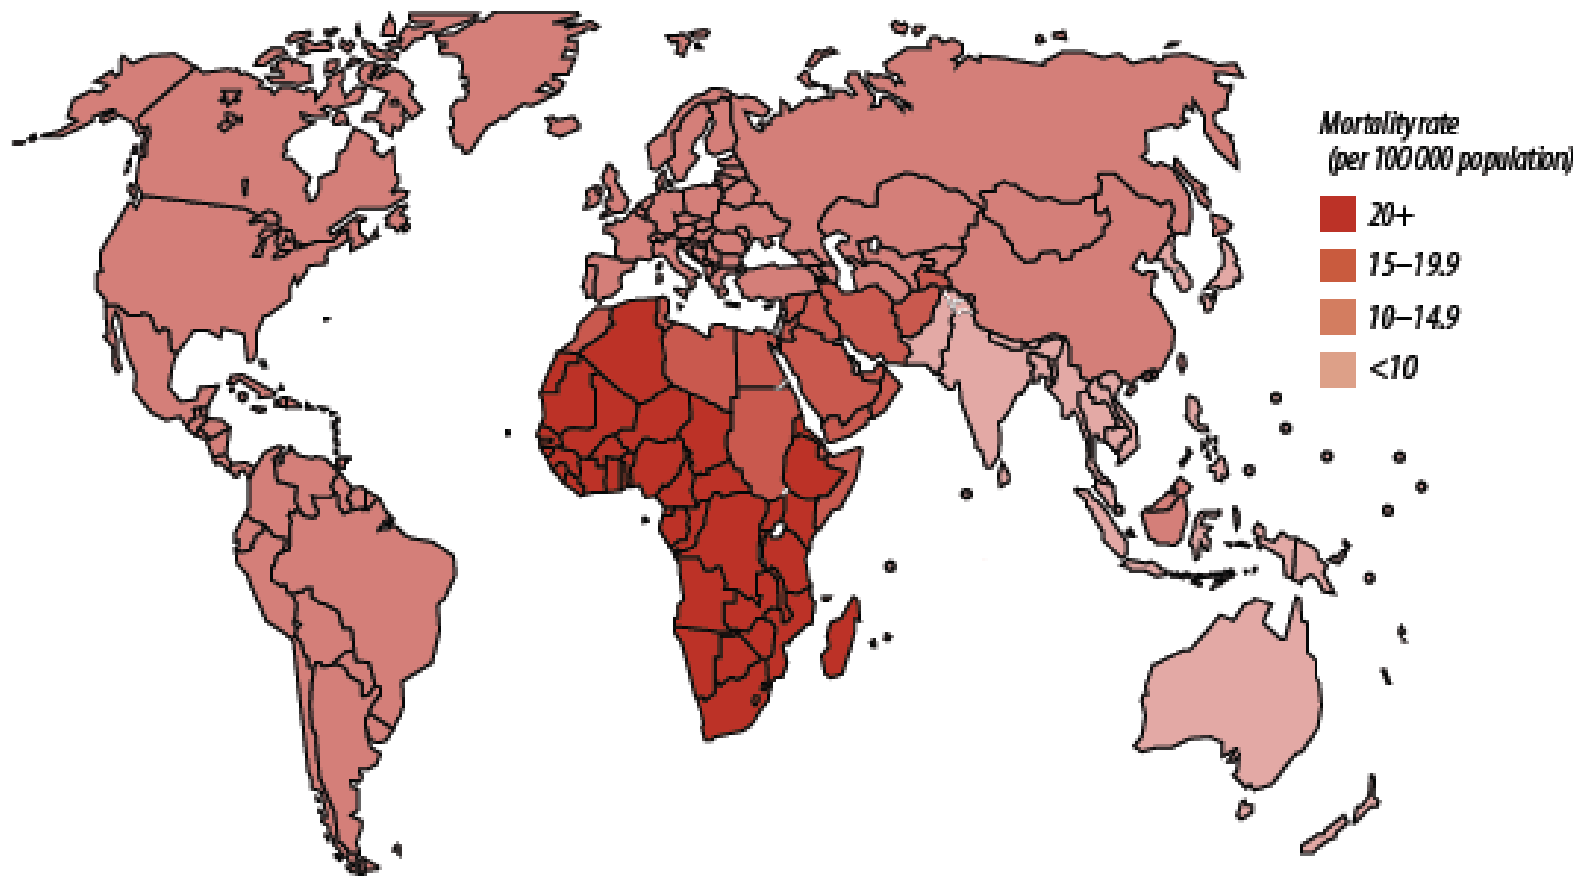 Mortality rate
(per 100 000 population)
20+
15–19.9
10–14.9
<10